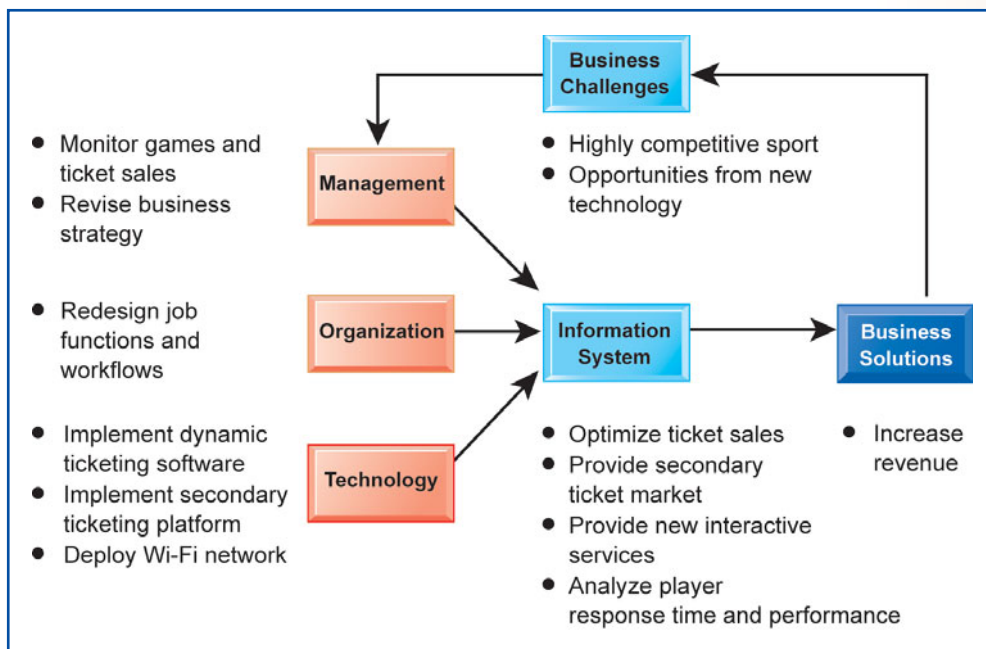 Business
Challenges
Highly competitive sport
Opportunities from new
technology
Monitor games and
ticket sales
Revise business
strategy
Management
Redesign job
functions and
workflows
Organization
Implement dynamic
ticketing software
Implement secondary
ticketing platform
Deploy Wi-Fi network
Technology
Information
System
Optimize ticket sales
Provide secondary
ticket market
Provide new interactive
services
Analyze player
response time and performance
Business
Solutions
Increase
revenue